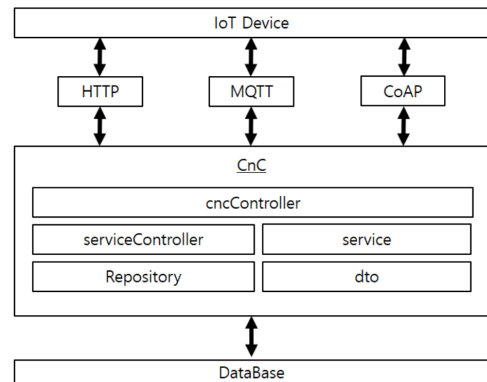 IoT Device
HTTP MQTT CoAP
CnC
cncController
serviceController service
Repository dto
DataBase